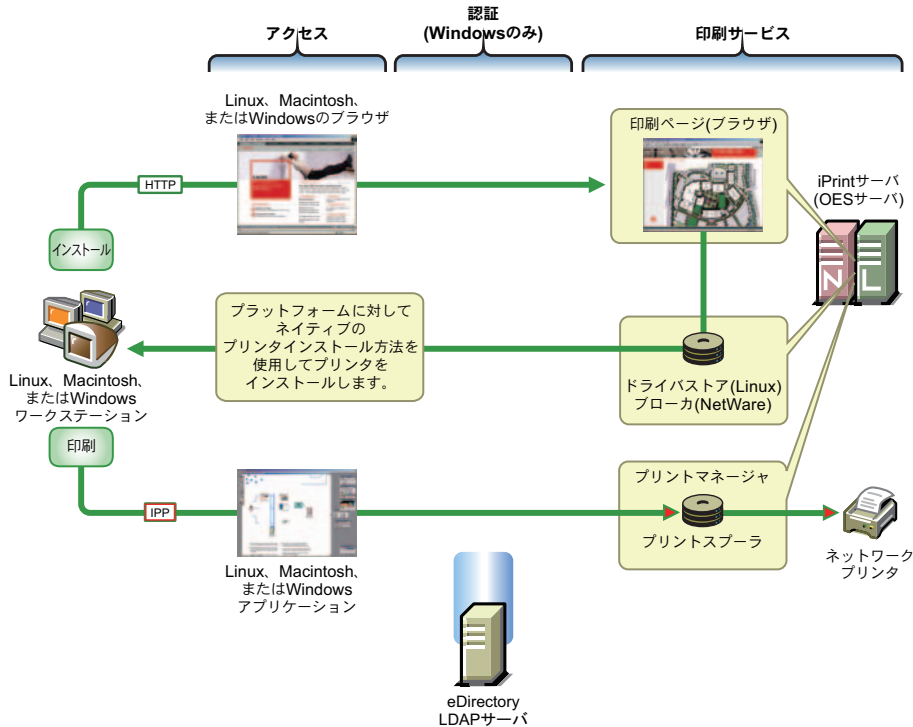 アクセス
認証
(Windowsのみ)
印刷サービス
Linux、Macintosh、
またはWindowsのブラウザ
印刷ページ(ブラウザ)
HTTP
iPrintサーバ
(OESサーバ)
インストール
N
L
プラットフォームに対して
ネイティブの
プリンタインストール方法を
使用してプリンタを
インストールします。
ドライバストア(Linux)
ブローカ(NetWare)
Linux、Macintosh、
またはWindows
ワークステーション
印刷
プリントマネージャ
IPP
プリントスプーラ
ネットワーク
プリンタ
Linux、Macintosh、
またはWindows
アプリケーション
eDirectory
LDAPサーバ